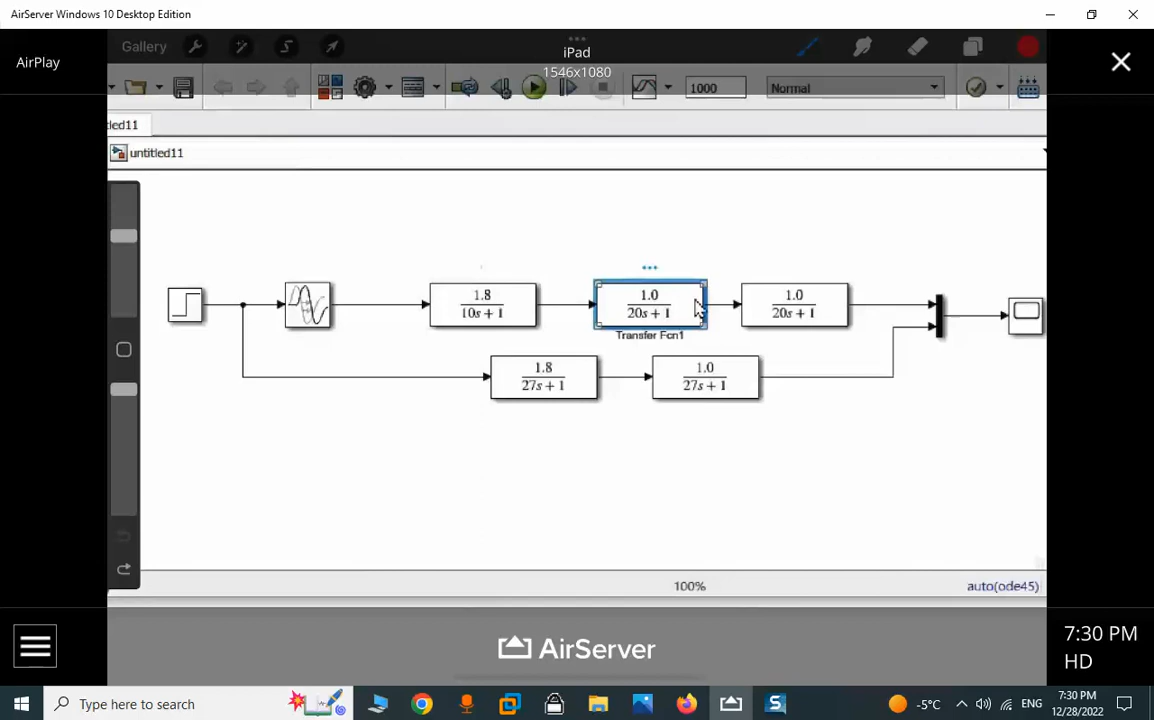 AirServer Windows 10 Desktop Edition
AirPlay
Gallery
iPad
1546x1080
1000
Normal
led11
untitled11
1.8
10s + 1
1.0
20s + 1
Transfer Fcn1
1.0
20s + 1
1.8
27s + 1
1.0
27s + 1
100%
auto(ode45)
AirServer
7:30 PM
HD
Type here to search
-5°C
ENG
7:30 PM
12/28/2022